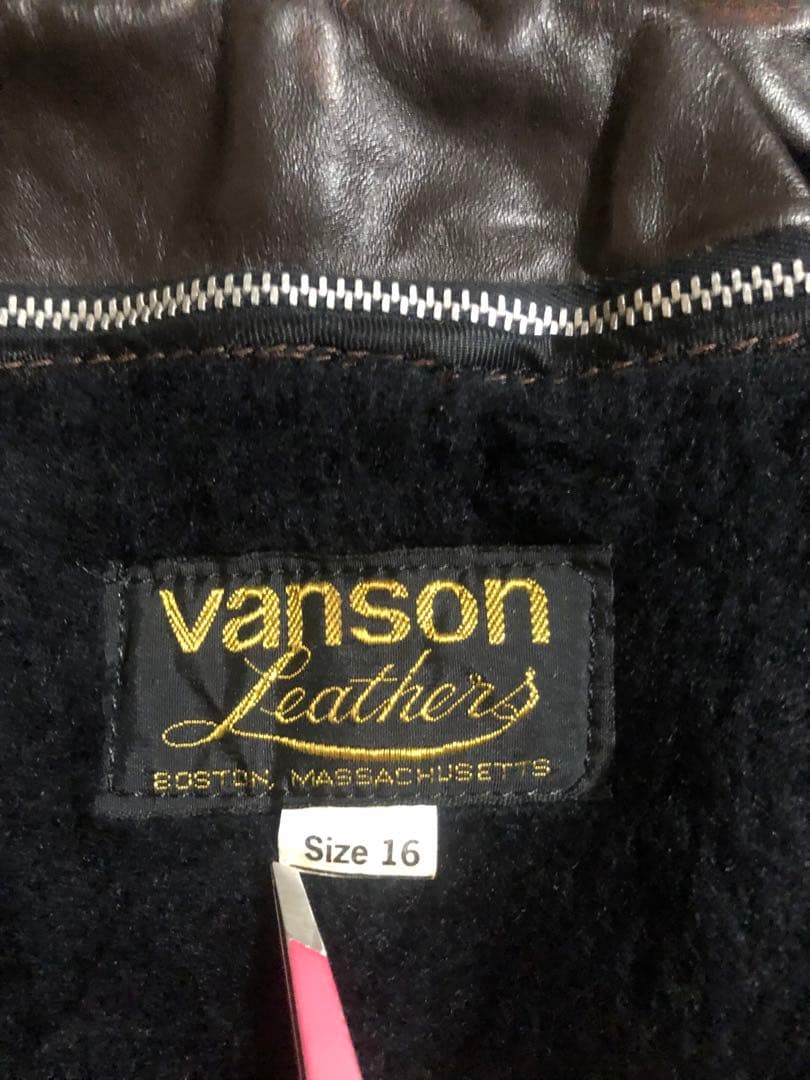 vanson
Leathers
BOSTON, MASSACHUSETTS
Size 16